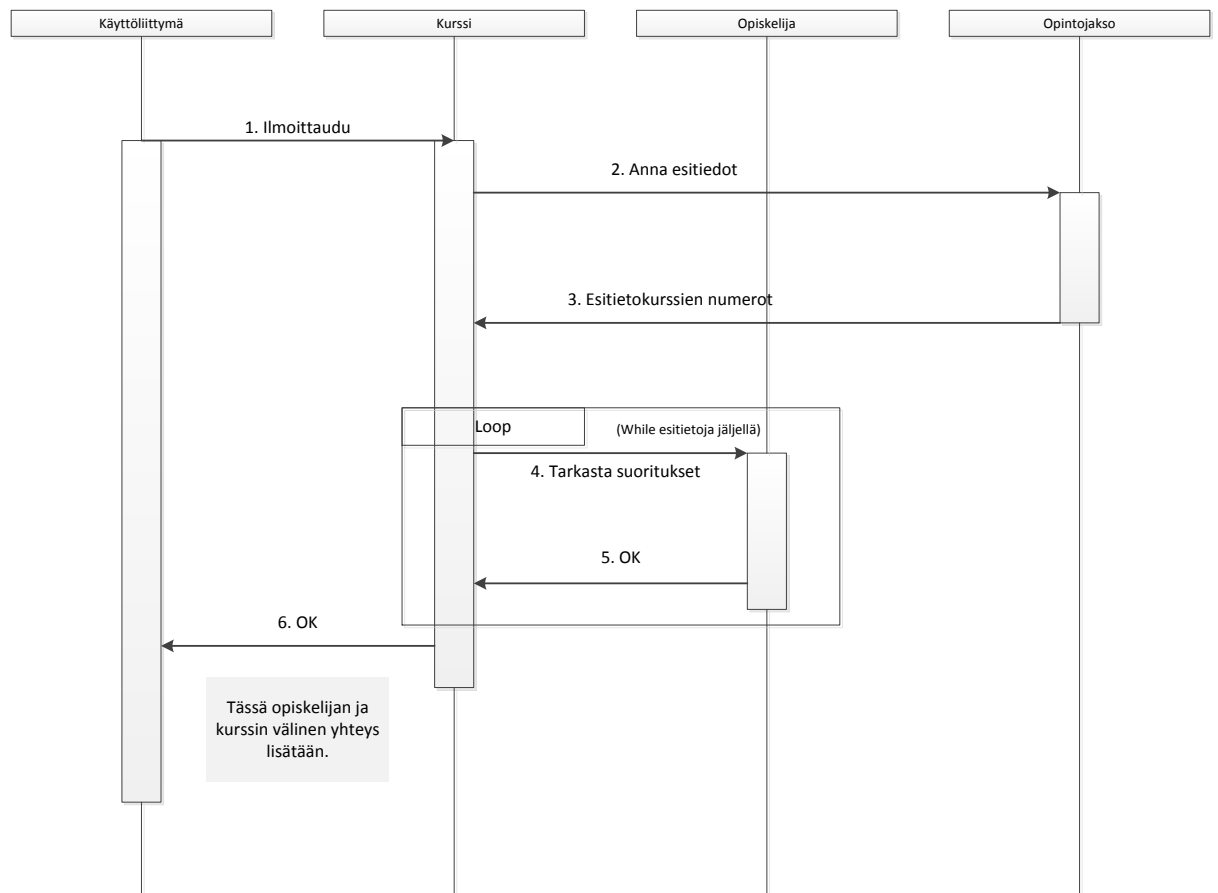 Käyttöliittymä
Kurssi
Opiskelija
Opintojakso
1. Ilmoittaudu
2. Anna esitiedot
3. Esitietokurssien numerot
Loop
(While esitietoja jäljellä)
4. Tarkasta suoritukset
5. OK
6. OK
Tässä opiskelijan ja
kurssin välinen yhteys
lisätään.